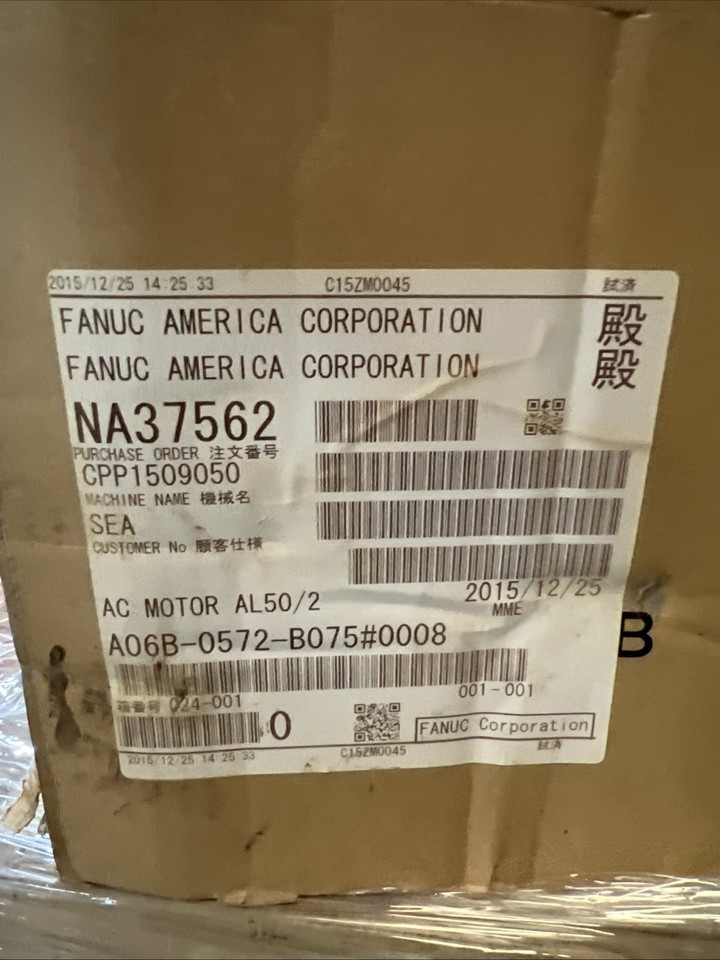 2015/12/25 14:25:33 C15ZM0045 試済
FANUC AMERICA CORPORATION 殿
FANUC AMERICA CORPORATION 殿
NA37562
PURCHASE ORDER 注文番号
CPP1509050
MACHINE NAME 機械名
SEA
CUSTOMER No 顧客仕様
2015/12/25
AC MOTOR AL50/2 MME
A06B-0572-B075#0008
B
001-001
箱番号 024-001
0 FANUC Corporation
2015/12/25 14:25:33 C15ZM0045 試済